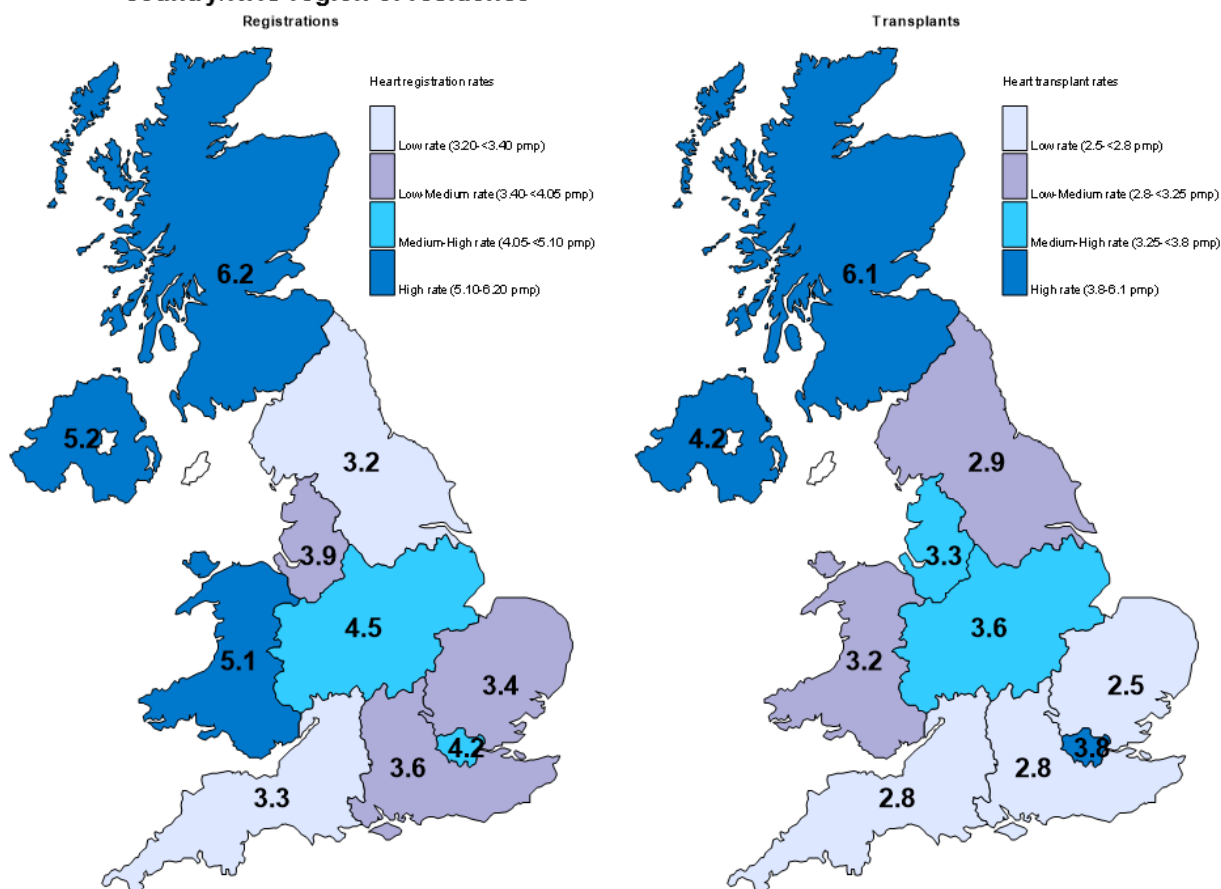 Registrations
Heart registration rates
Low rate (3.20-<3.40 pmp)
Low-Medium rate (3.40-<4.05 pmp)
Medium-High rate (4.05-<5.10 pmp)
High rate (5.10-6.20 pmp)
6.2
5.2
3.2
3.9
4.5
5.1
3.4
4.2
3.6
3.3
Transplants
Heart transplant rates
Low rate (2.5-<2.8 pmp)
Low-Medium rate (2.8-<3.25 pmp)
Medium-High rate (3.25-<3.8 pmp)
High rate (3.8-6.1 pmp)
6.1
4.2
2.9
3.3
3.6
3.2
2.5
3.8
2.8
2.8